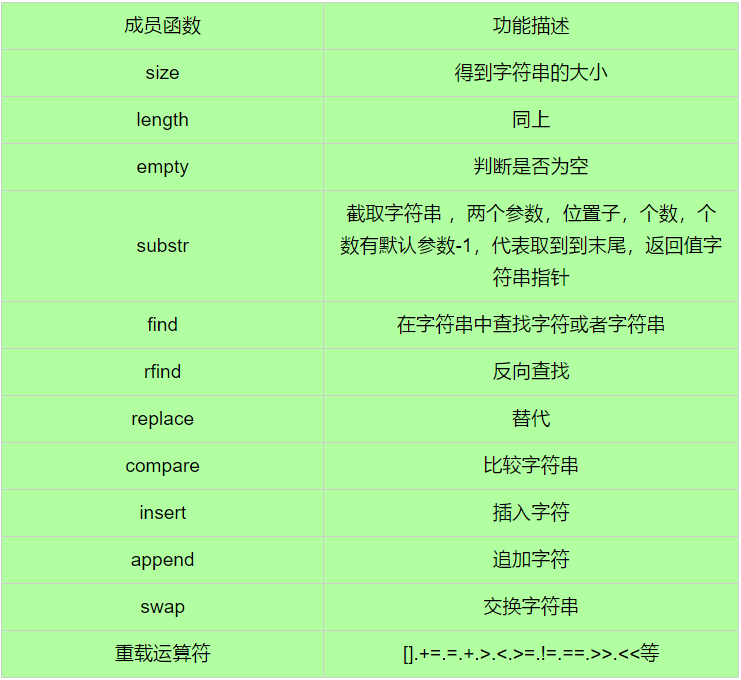 成员函数 功能描述
size 得到字符串的大小
length 同上
empty 判断是否为空
substr 截取字符串 ，两个参数，位置子，个数，个
数有默认参数-1，代表取到到末尾，返回值字
符串指针
find 在字符串中查找字符或者字符串
rfind 反向查找
replace 替代
compare 比较字符串
insert 插入字符
append 追加字符
swap 交换字符串
重载运算符 [].+=.=.+.>.<.>=.!=.==.>>.<<等